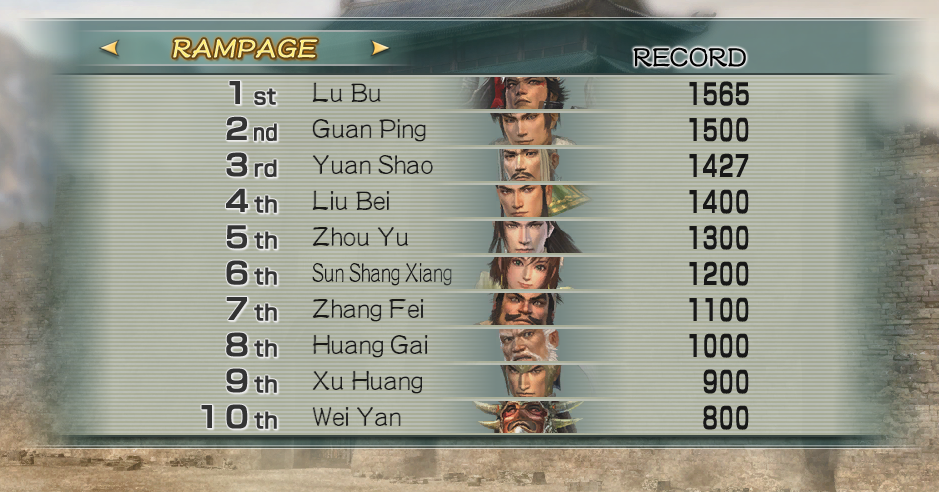 RAMPAGE RECORD
1st Lu Bu 1565
2nd Guan Ping 1500
3rd Yuan Shao 1427
4th Liu Bei 1400
5th Zhou Yu 1300
6th Sun Shang Xiang 1200
7th Zhang Fei 1100
8th Huang Gai 1000
9th Xu Huang 900
10th Wei Yan 800